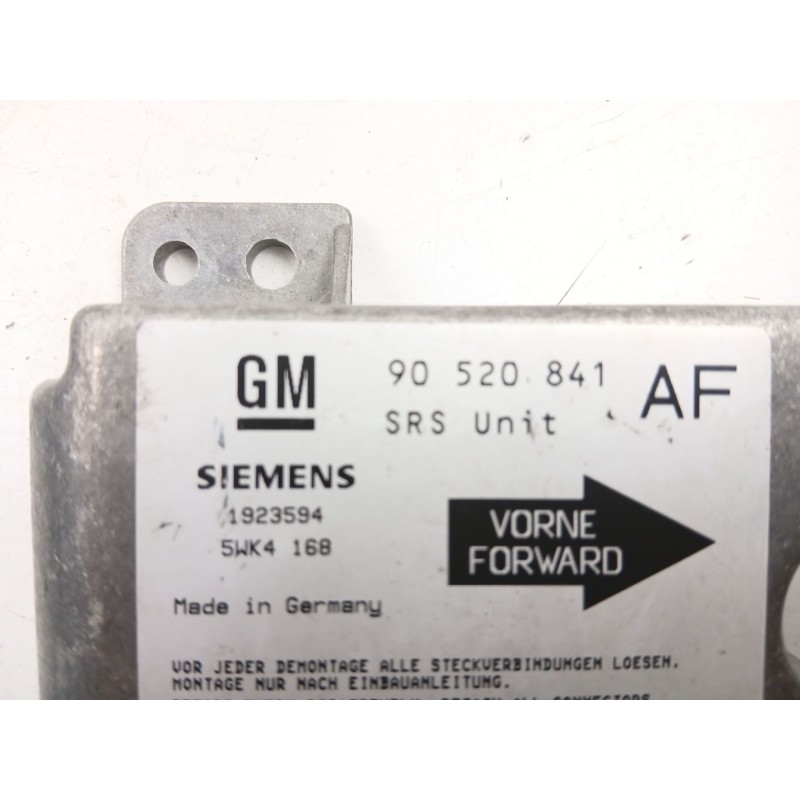 GM 90 520 841 AF
SRS Unit
SIEMENS
1923594
5WK4 168
VORNE
FORWARD
Made in Germany
VOR JEDER DEMONTAGE ALLE STECKVERBINDUNGEN LOESEN.
MONTAGE NUR NACH EINBAUANLEITUNG.